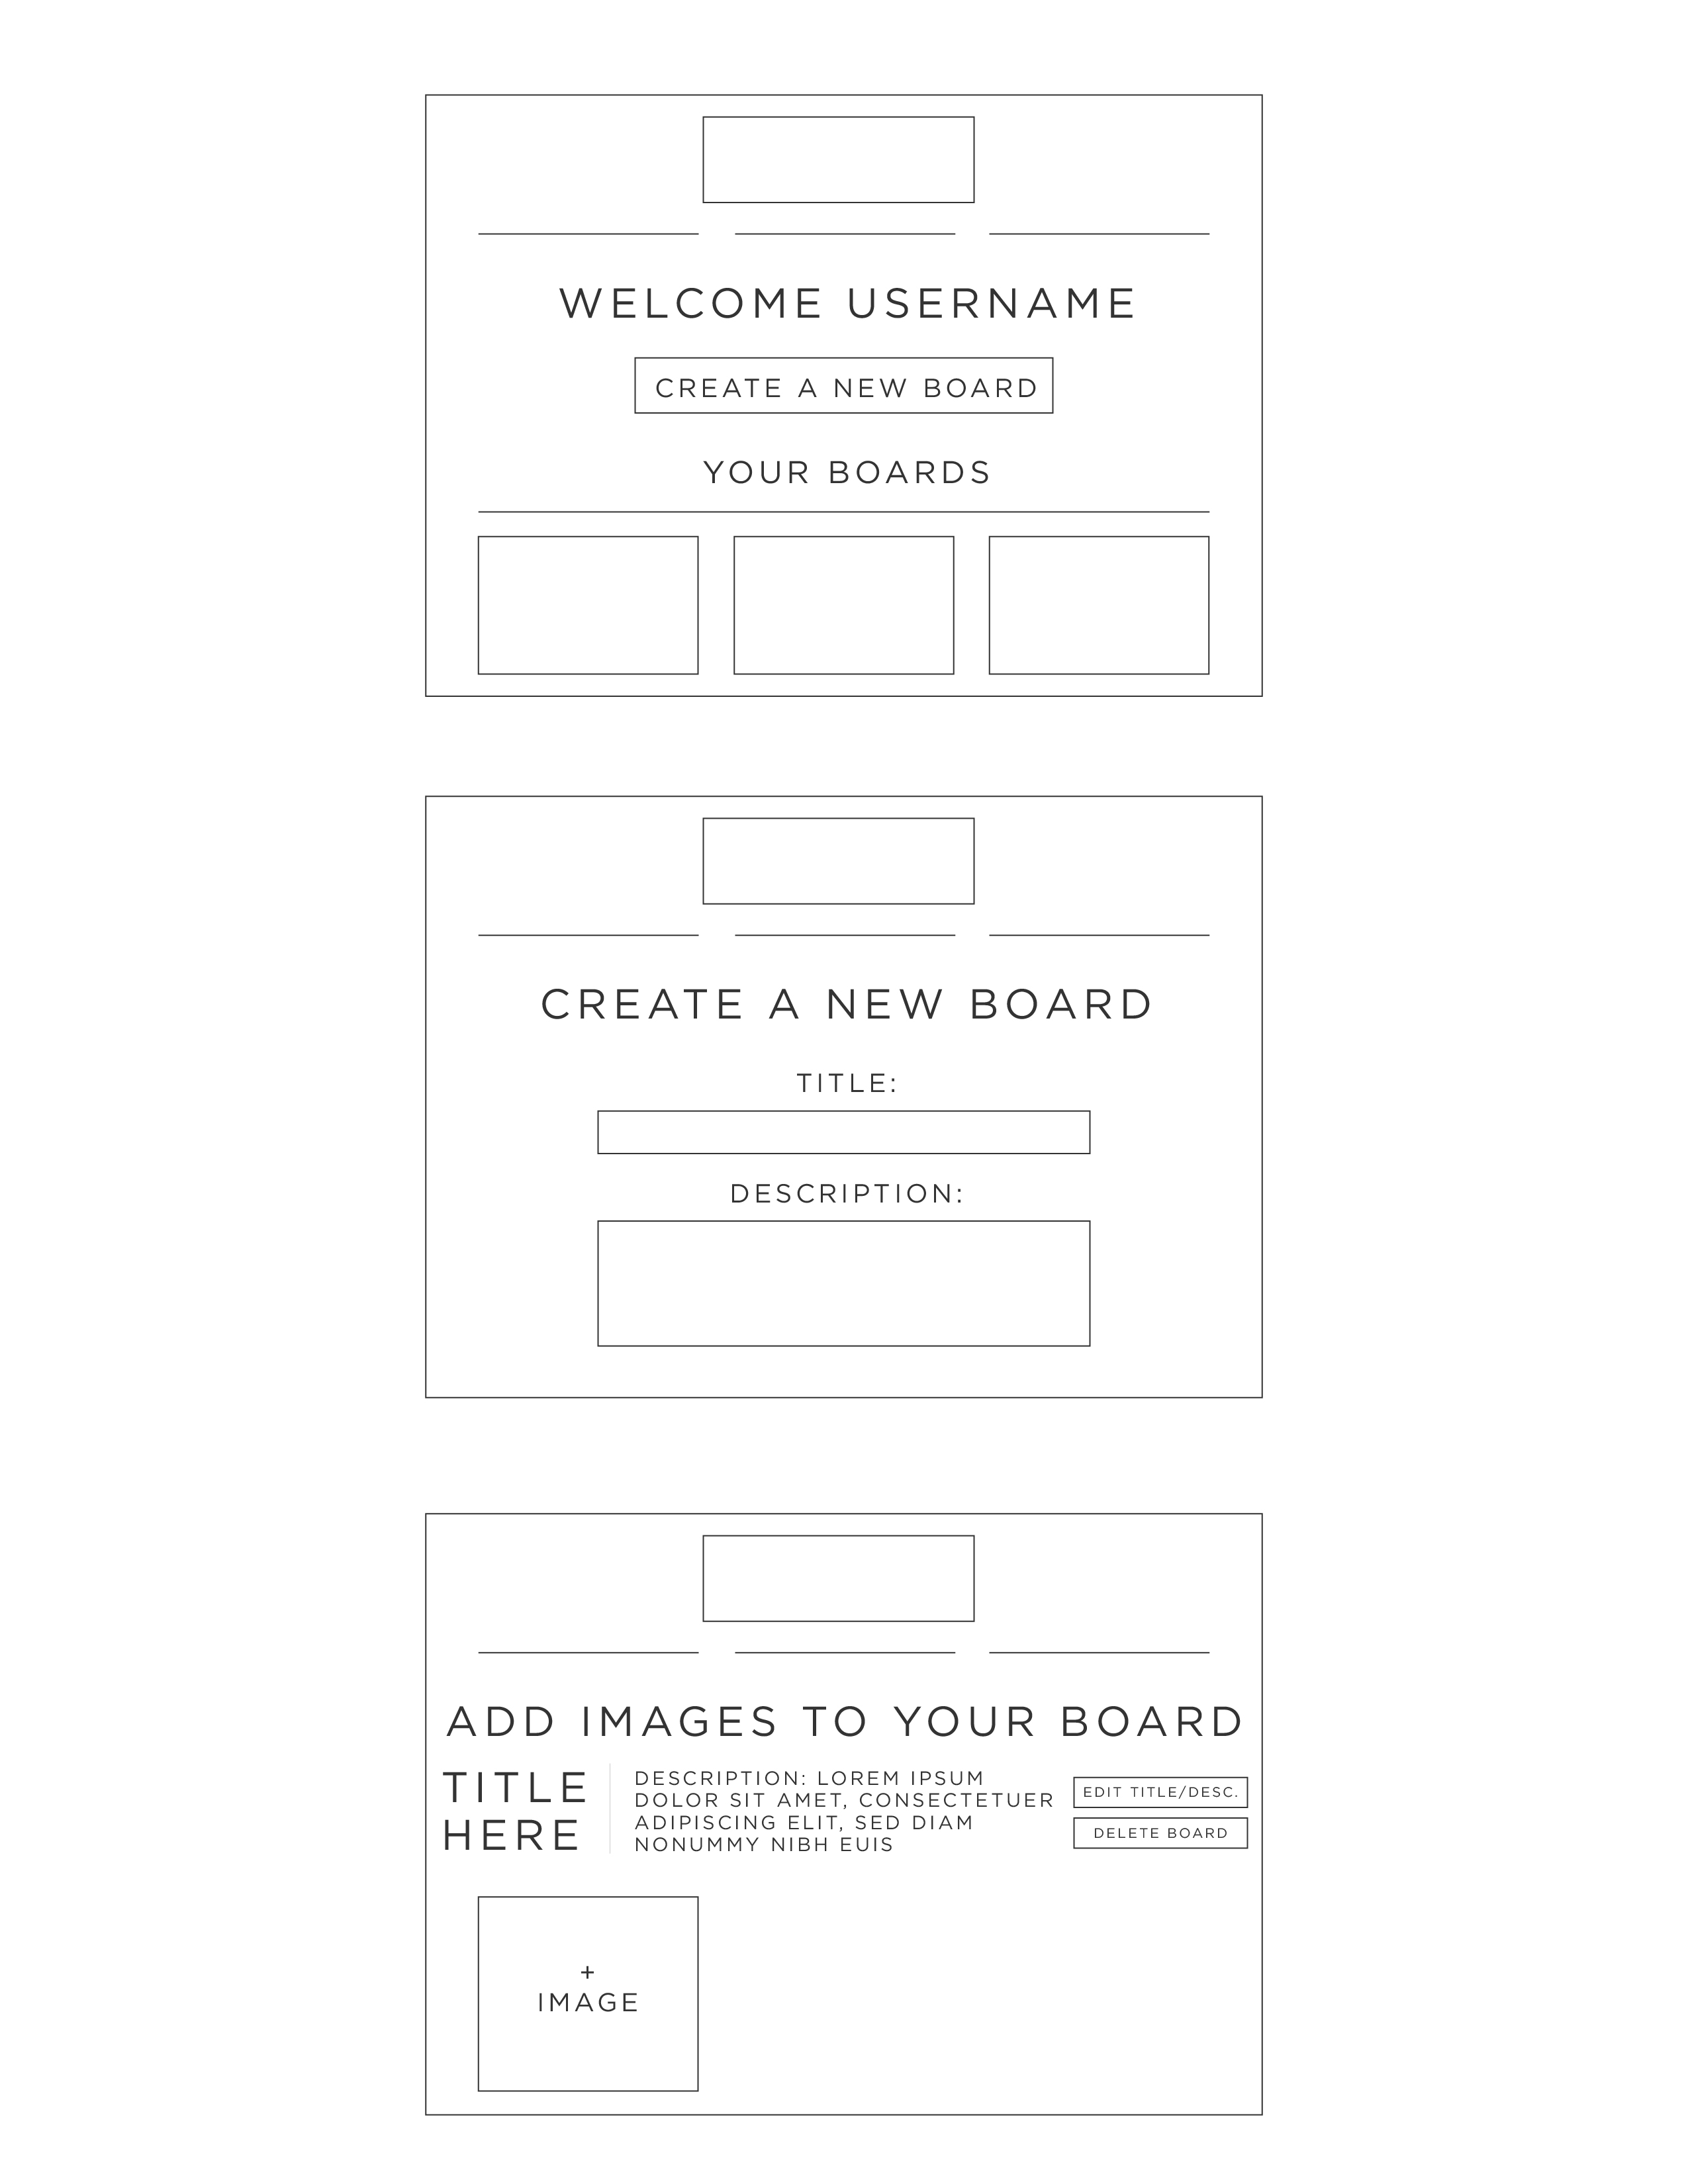 WELCOME USERNAME
CREATE A NEW BOARD
YOUR BOARDS
CREATE A NEW BOARD
TITLE:
DESCRIPTION:
ADD IMAGES TO YOUR BOARD
TITLE
HERE
DESCRIPTION: LOREM IPSUM
DOLOR SIT AMET, CONSECTETUER
ADIPISCING ELIT, SED DIAM
NONUMMY NIBH EUIS
EDIT TITLE/DESC.
DELETE BOARD
+
IMAGE